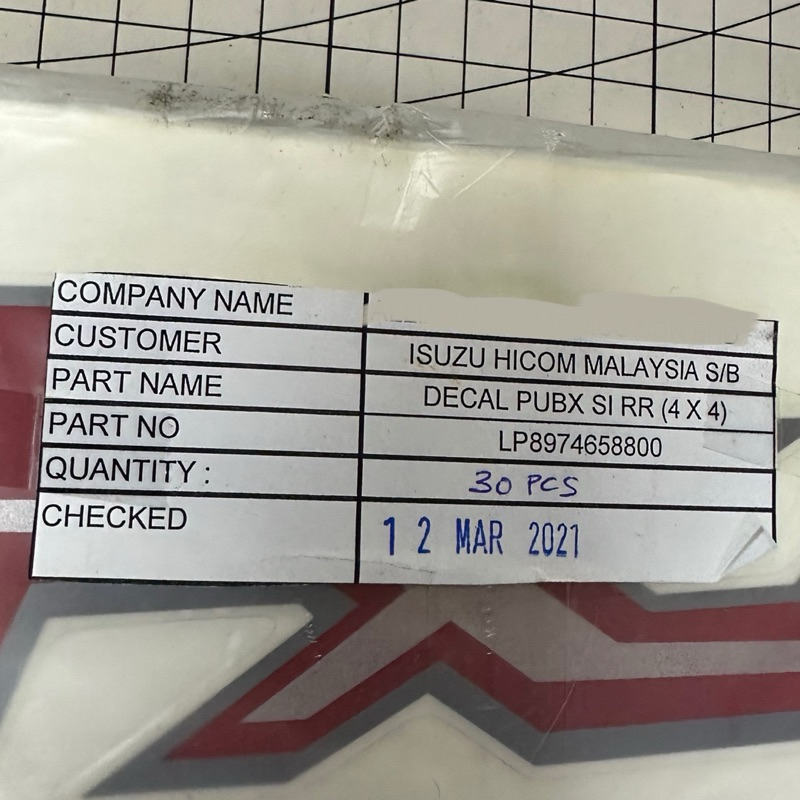 COMPANY NAME
CUSTOMER ISUZU HICOM MALAYSIA S/B
PART NAME DECAL PUBX SI RR (4 X 4)
PART NO LP8974658800
QUANTITY : 30 PCS
CHECKED 12 MAR 2021